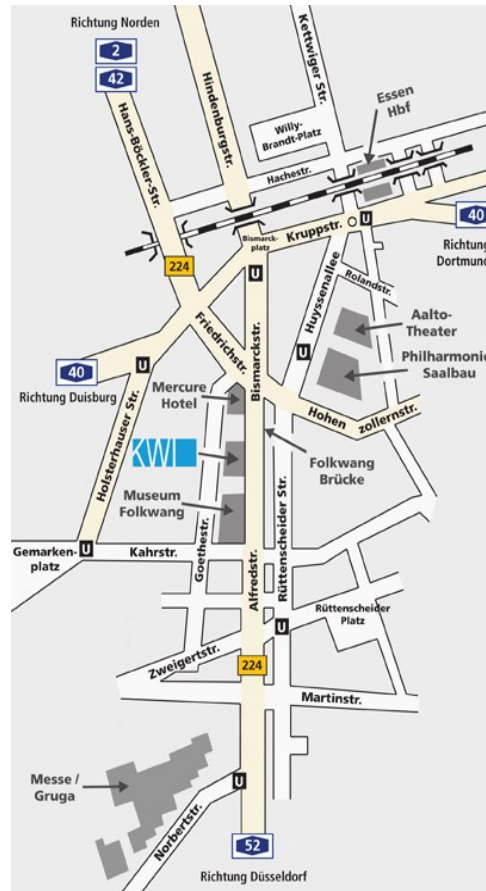 Richtung Norden
2
42
Hans-Böckler-Str.
Hindenburgstr.
Kettwiger Str.
Willy-
Brandt-Platz
Essen
Hbf
Hachestr.
Bismarck-
platz
Kruppstr.
U
40
Richtung
Dortmund
224
U
Huyssenallee
Rolandstr.
Friedrichstr.
Bismarckstr.
Aalto-
Theater
Philharmonie
Saalbau
U
U
40
Richtung Duisburg
Mercure
Hotel
Holsterhauser Str.
Hohen
zollernstr.
KWI
Folkwang
Brücke
Museum
Folkwang
Goethestr.
Rüttenscheider Str.
U
Gemarken-
platz
Kahrstr.
Alfredstr.
Rüttenscheider
Platz
U
Zweigertstr.
224
Martinstr.
Messe /
Gruga
U
Norbertstr.
52
Richtung Düsseldorf